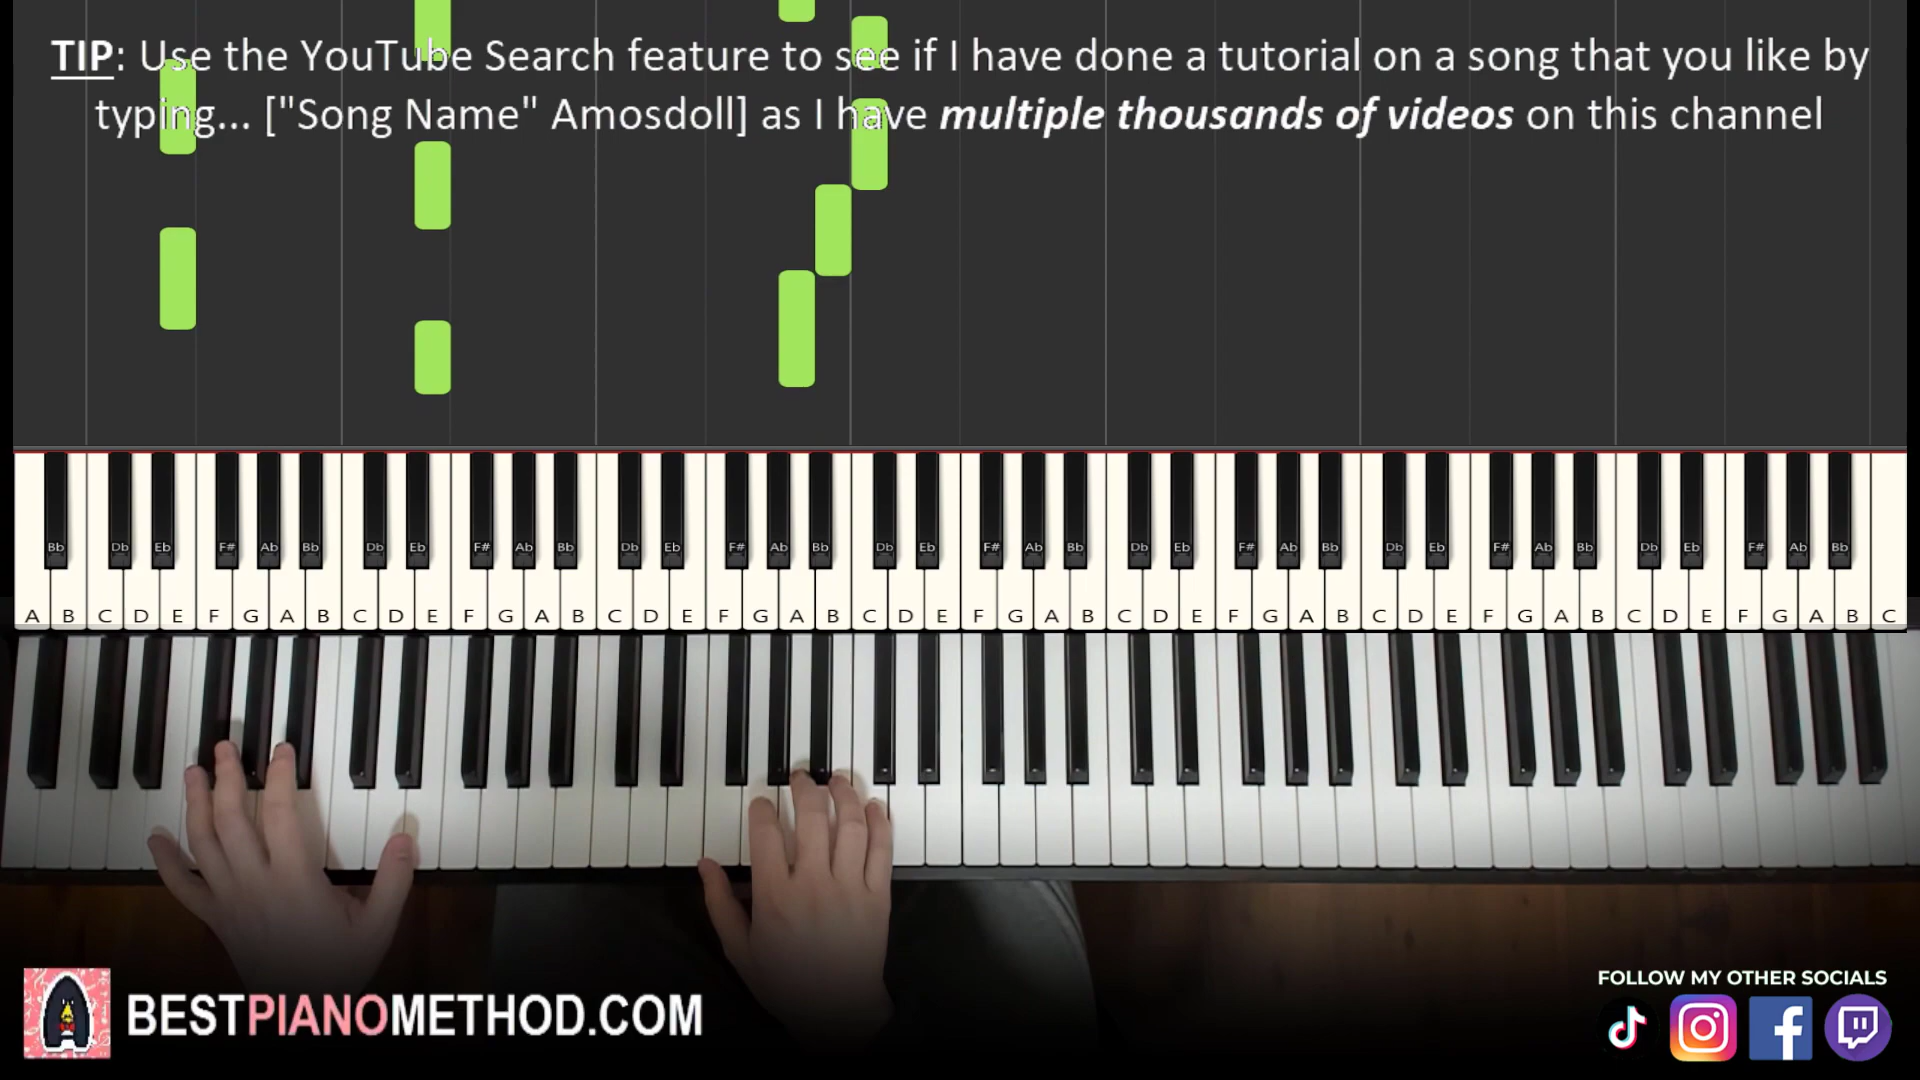 TIP: Use the YouTube Search feature to see if I have done a tutorial on a song that you like by
typing... ["Song Name" Amosdoll] as I have multiple thousands of videos on this channel
Bb Db Eb F# Ab Bb Db Eb F# Ab Bb Db Eb F# Ab Bb Db Eb F# Ab Bb Db Eb F# Ab Bb Db Eb F# Ab Bb Db Eb F# Ab Bb
A B C D E F G A B C D E F G A B C D E F G A B C D E F G A B C D E F G A B C D E F G A B C D E F G A B C
BESTPIANOMETHOD.COM
FOLLOW MY OTHER SOCIALS